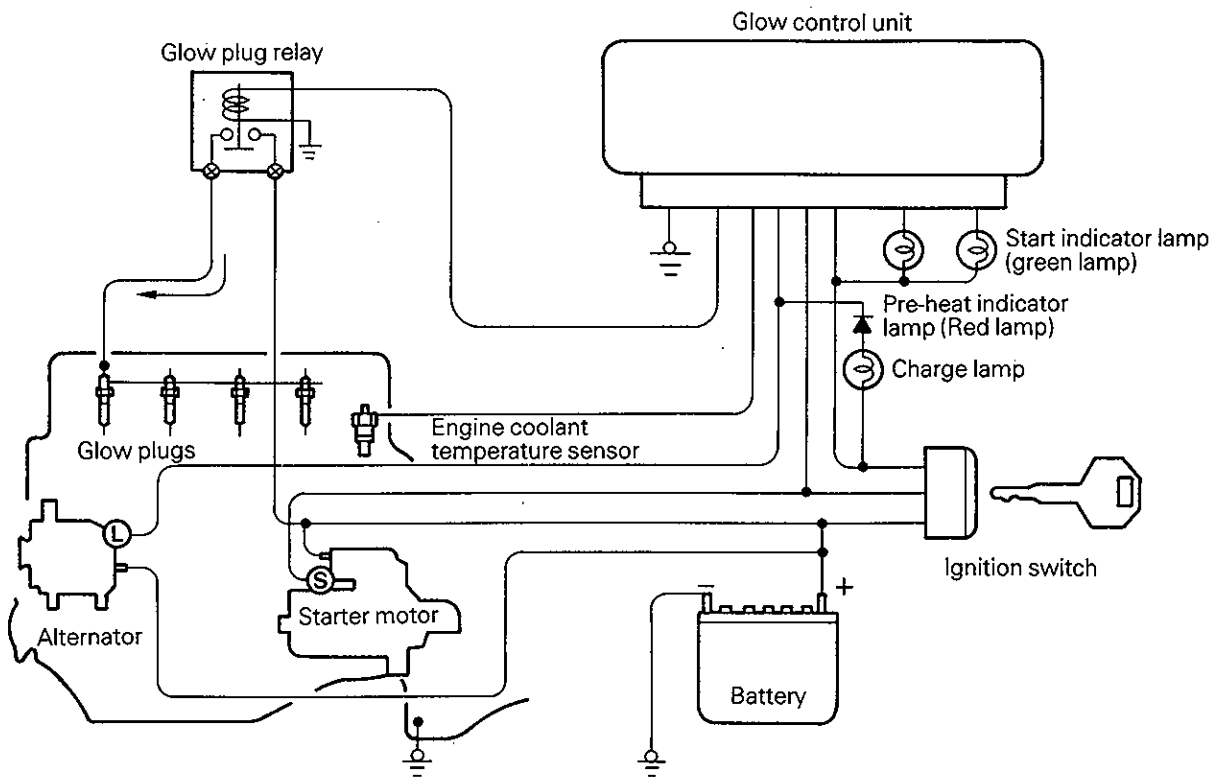 Glow control unit
Glow plug relay
Start indicator lamp
(green lamp)
Pre-heat indicator
lamp (Red lamp)
Charge lamp
Engine coolant
temperature sensor
Glow plugs
L
Ignition switch
S
Starter motor
Alternator
− +
Battery